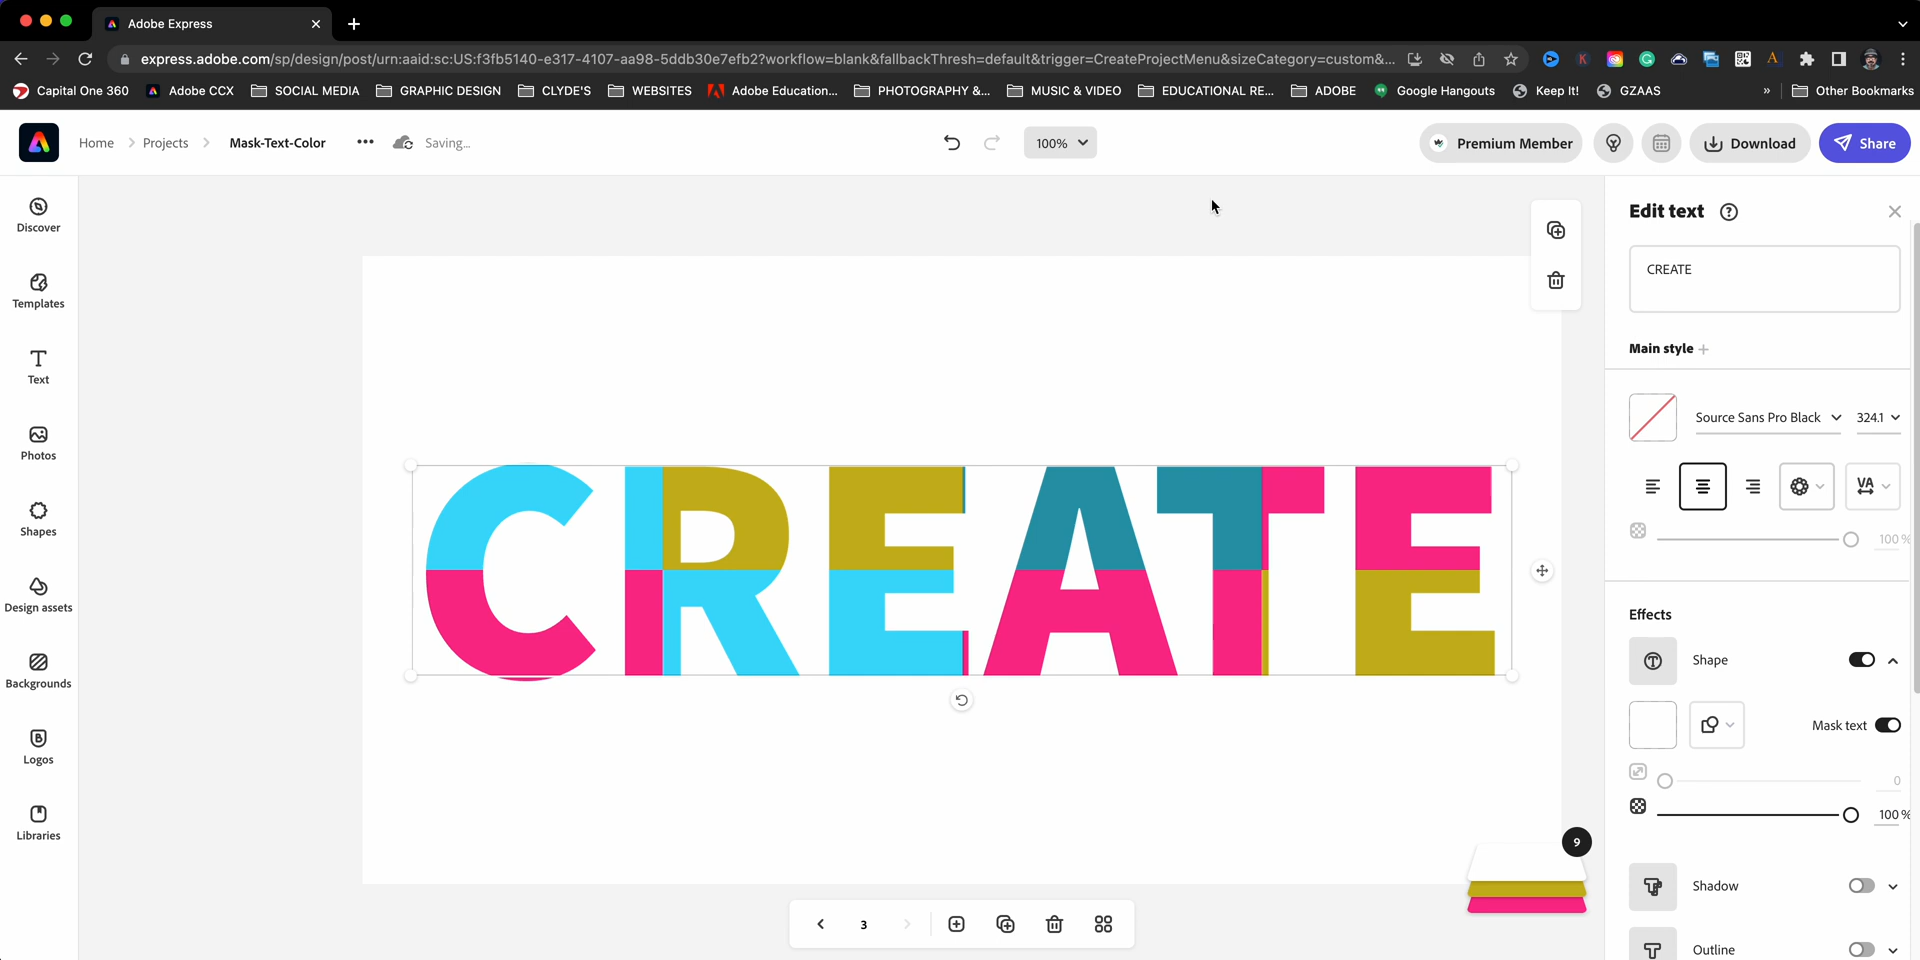 Adobe Express
express.adobe.com/sp/design/post/urn:aaid:sc:US:f3fb5140-e317-4107-aa98-5ddb30e7efb2?workflow=blank&fallbackThresh=default&trigger=CreateProjectMenu&sizeCategory=custom&...
Capital One 360 Adobe CCX SOCIAL MEDIA GRAPHIC DESIGN CLYDE'S WEBSITES Adobe Education... PHOTOGRAPHY &... MUSIC & VIDEO EDUCATIONAL RE... ADOBE Google Hangouts Keep It! GZAAS » Other Bookmarks
Home Projects Mask-Text-Color Saving... 100% Premium Member Download Share
Discover
Templates
Text
Photos
Shapes
Design assets
Backgrounds
Logos
Libraries
CREATE
9
3
Edit text
CREATE
Main style +
Source Sans Pro Black 324.1
VA
100%
Effects
Shape
Mask text
0
100%
Shadow
Outline